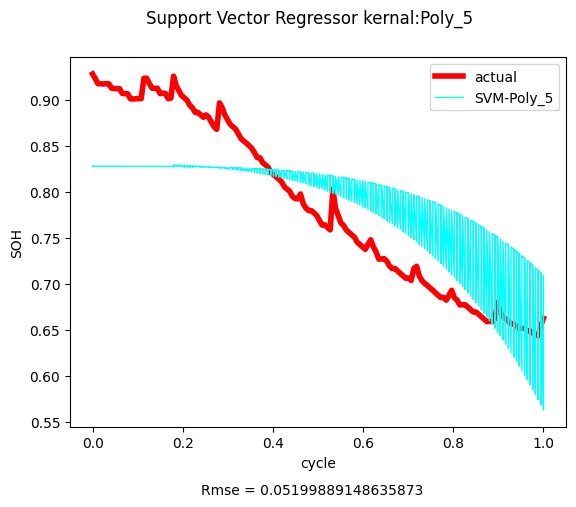 Support Vector Regressor kernal:Poly_5
actual
SVM-Poly_5
SOH
0.90
0.85
0.80
0.75
0.70
0.65
0.60
0.55
0.0 0.2 0.4 0.6 0.8 1.0
cycle
Rmse = 0.05199889148635873